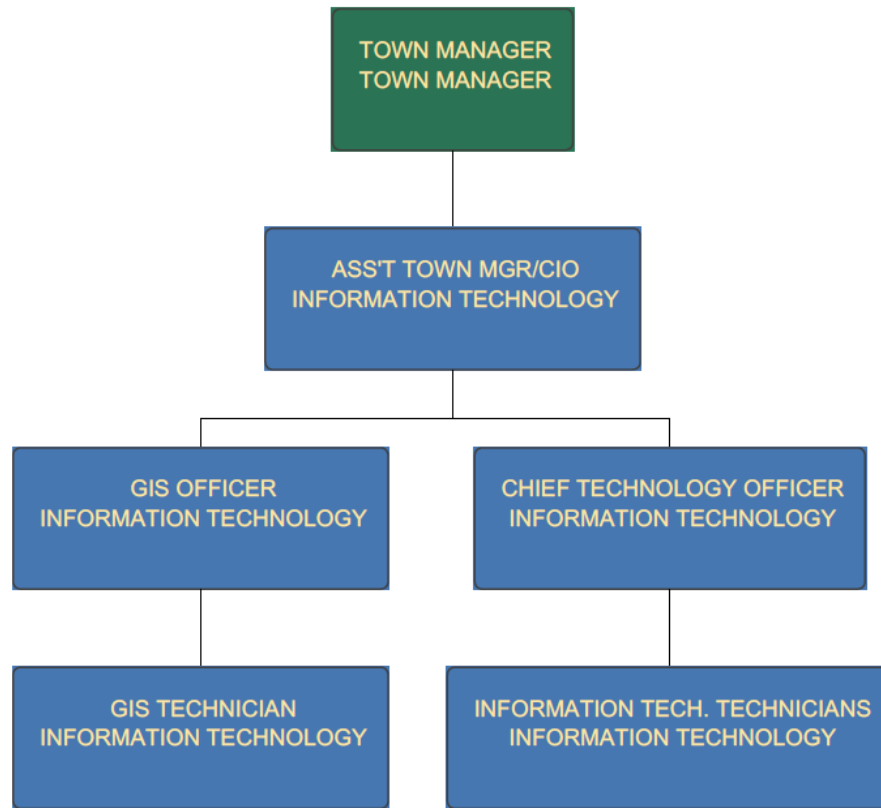 TOWN MANAGER
TOWN MANAGER
ASS'T TOWN MGR/CIO
INFORMATION TECHNOLOGY
GIS OFFICER
INFORMATION TECHNOLOGY
CHIEF TECHNOLOGY OFFICER
INFORMATION TECHNOLOGY
GIS TECHNICIAN
INFORMATION TECHNOLOGY
INFORMATION TECH. TECHNICIANS
INFORMATION TECHNOLOGY